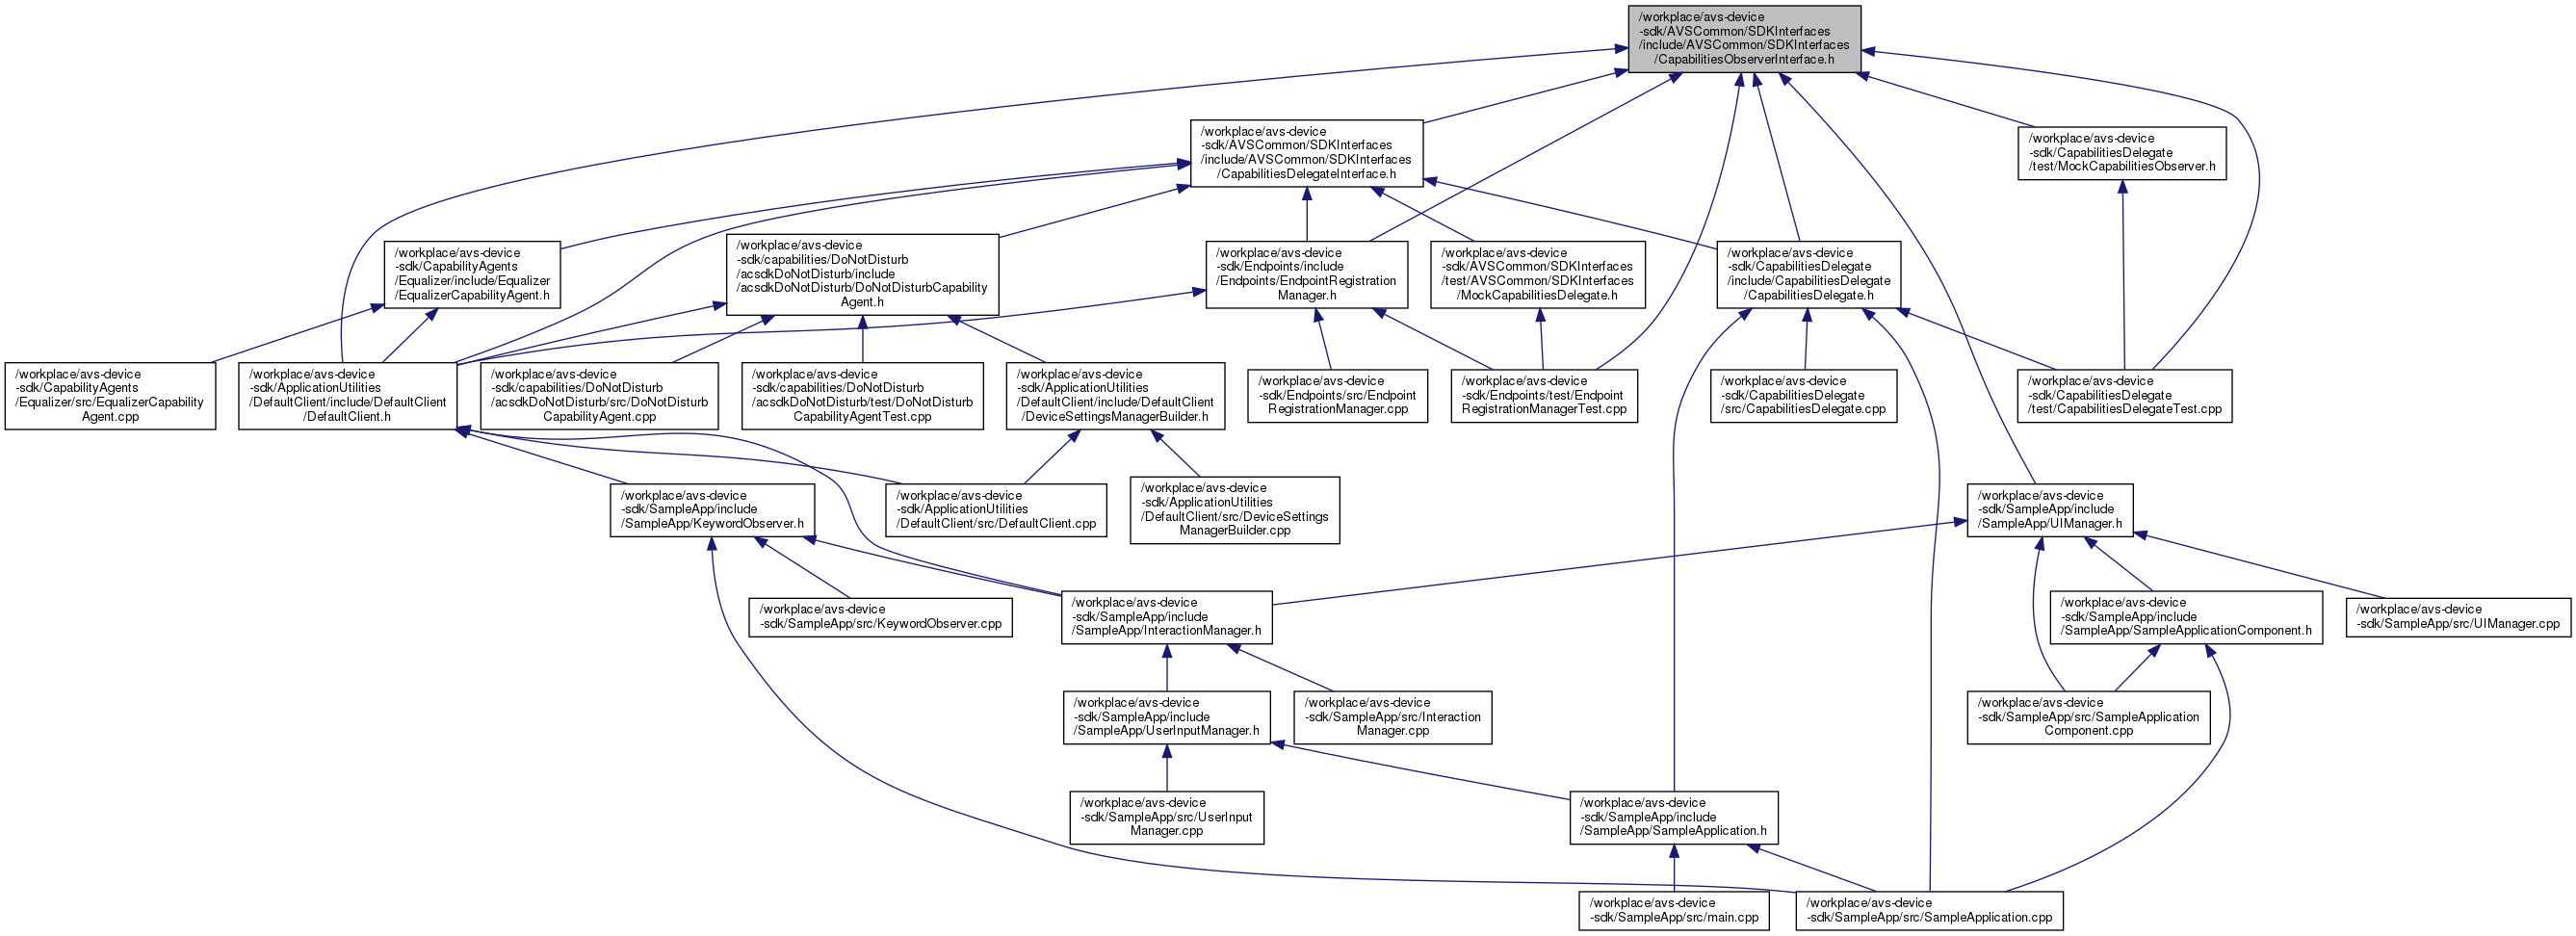 /workplace/avs-device
-sdk/AVSCommon/SDKInterfaces
/include/AVSCommon/SDKInterfaces
/CapabilitiesObserverInterface.h
/workplace/avs-device
-sdk/AVSCommon/SDKInterfaces
/include/AVSCommon/SDKInterfaces
/CapabilitiesDelegateInterface.h
/workplace/avs-device
-sdk/CapabilitiesDelegate
/test/MockCapabilitiesObserver.h
/workplace/avs-device
-sdk/CapabilityAgents
/Equalizer/include/Equalizer
/EqualizerCapabilityAgent.h
/workplace/avs-device
-sdk/capabilities/DoNotDisturb
/acsdkDoNotDisturb/include
/acsdkDoNotDisturb/DoNotDisturbCapability
Agent.h
/workplace/avs-device
-sdk/Endpoints/include
/Endpoints/EndpointRegistration
Manager.h
/workplace/avs-device
-sdk/AVSCommon/SDKInterfaces
/test/AVSCommon/SDKInterfaces
/MockCapabilitiesDelegate.h
/workplace/avs-device
-sdk/CapabilitiesDelegate
/include/CapabilitiesDelegate
/CapabilitiesDelegate.h
/workplace/avs-device
-sdk/CapabilityAgents
/Equalizer/src/EqualizerCapability
Agent.cpp
/workplace/avs-device
-sdk/ApplicationUtilities
/DefaultClient/include/DefaultClient
/DefaultClient.h
/workplace/avs-device
-sdk/capabilities/DoNotDisturb
/acsdkDoNotDisturb/src/DoNotDisturb
CapabilityAgent.cpp
/workplace/avs-device
-sdk/capabilities/DoNotDisturb
/acsdkDoNotDisturb/test/DoNotDisturb
CapabilityAgentTest.cpp
/workplace/avs-device
-sdk/ApplicationUtilities
/DefaultClient/include/DefaultClient
/DeviceSettingsManagerBuilder.h
/workplace/avs-device
-sdk/Endpoints/src/Endpoint
RegistrationManager.cpp
/workplace/avs-device
-sdk/Endpoints/test/Endpoint
RegistrationManagerTest.cpp
/workplace/avs-device
-sdk/CapabilitiesDelegate
/src/CapabilitiesDelegate.cpp
/workplace/avs-device
-sdk/CapabilitiesDelegate
/test/CapabilitiesDelegateTest.cpp
/workplace/avs-device
-sdk/SampleApp/include
/SampleApp/KeywordObserver.h
/workplace/avs-device
-sdk/ApplicationUtilities
/DefaultClient/src/DefaultClient.cpp
/workplace/avs-device
-sdk/ApplicationUtilities
/DefaultClient/src/DeviceSettings
ManagerBuilder.cpp
/workplace/avs-device
-sdk/SampleApp/include
/SampleApp/UIManager.h
/workplace/avs-device
-sdk/SampleApp/src/KeywordObserver.cpp
/workplace/avs-device
-sdk/SampleApp/include
/SampleApp/InteractionManager.h
/workplace/avs-device
-sdk/SampleApp/include
/SampleApp/SampleApplicationComponent.h
/workplace/avs-device
-sdk/SampleApp/src/UIManager.cpp
/workplace/avs-device
-sdk/SampleApp/include
/SampleApp/UserInputManager.h
/workplace/avs-device
-sdk/SampleApp/src/Interaction
Manager.cpp
/workplace/avs-device
-sdk/SampleApp/src/SampleApplication
Component.cpp
/workplace/avs-device
-sdk/SampleApp/src/UserInput
Manager.cpp
/workplace/avs-device
-sdk/SampleApp/include
/SampleApp/SampleApplication.h
/workplace/avs-device
-sdk/SampleApp/src/main.cpp
/workplace/avs-device
-sdk/SampleApp/src/SampleApplication.cpp